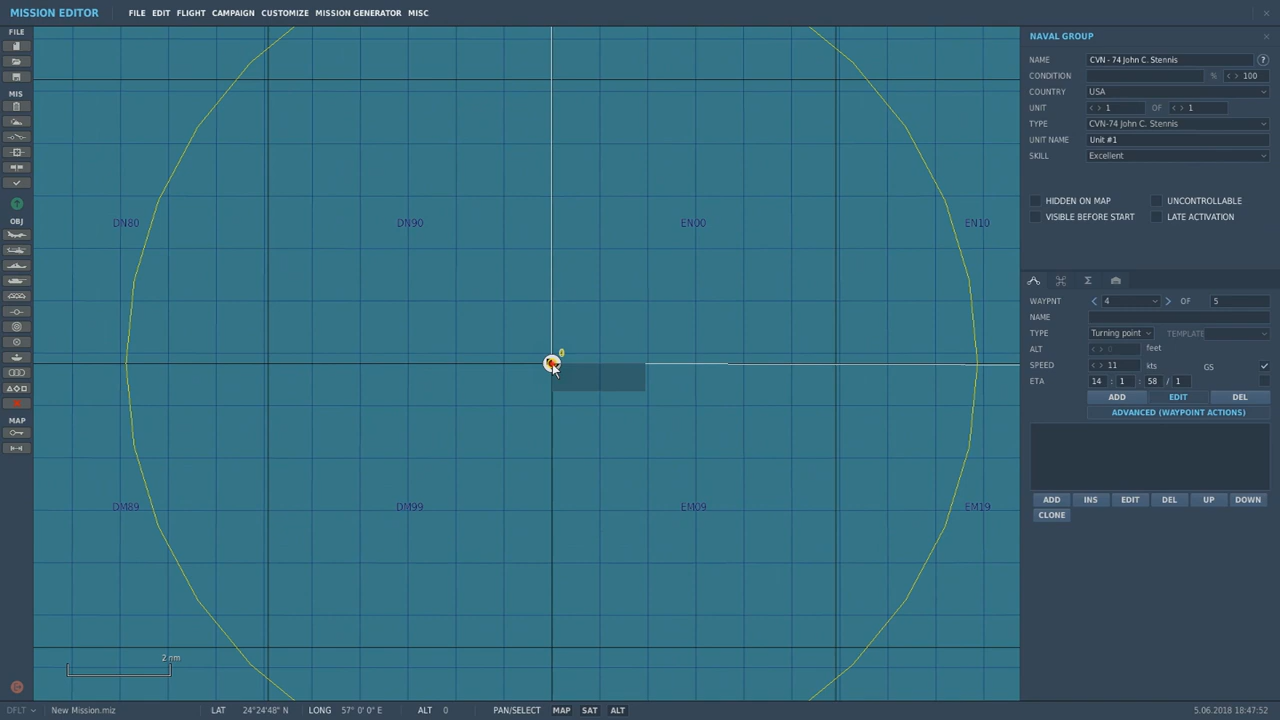 MISSION EDITOR FILE EDIT FLIGHT CAMPAIGN CUSTOMIZE MISSION GENERATOR MISC
FILE
MIS
OBJ
MAP
DN80 DN90 EN00 EN10
0
DM89 DM99 EM09 EM19
2 nm
NAVAL GROUP
NAME CVN - 74 John C. Stennis ?
CONDITION % <> 100
COUNTRY USA
UNIT <> 1 OF <> 1
TYPE CVN-74 John C. Stennis
UNIT NAME Unit #1
SKILL Excellent
HIDDEN ON MAP UNCONTROLLABLE
VISIBLE BEFORE START LATE ACTIVATION
WAYPNT < 4 > OF 5
NAME
TYPE Turning point TEMPLATE
ALT <> 0 feet
SPEED <> 11 kts GS
ETA 14 : 1 : 58 / 1
ADD EDIT DEL
ADVANCED (WAYPOINT ACTIONS)
ADD INS EDIT DEL UP DOWN
CLONE
DFLT New Mission.miz LAT 24°24'48" N LONG 57° 0' 0" E ALT 0 PAN/SELECT MAP SAT ALT 5.06.2018 18:47:52